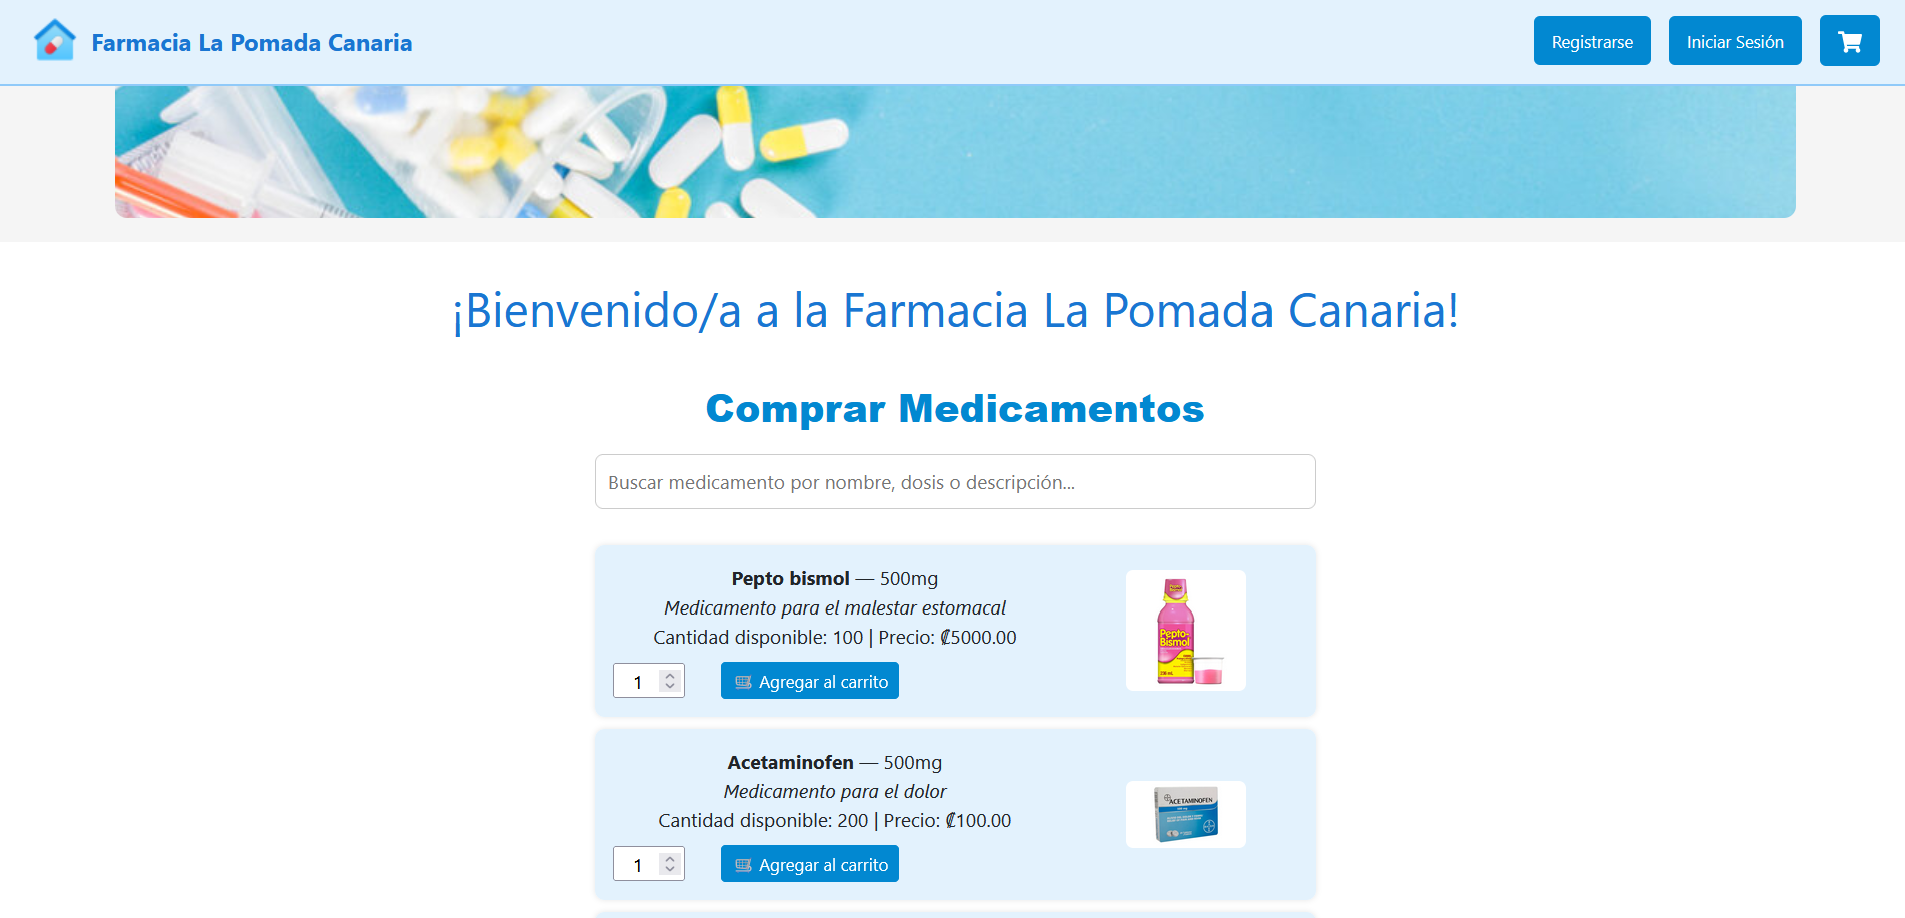 Farmacia La Pomada Canaria
Registrarse
Iniciar Sesión
¡Bienvenido/a a la Farmacia La Pomada Canaria!
Comprar Medicamentos
Buscar medicamento por nombre, dosis o descripción...
Pepto bismol — 500mg
Medicamento para el malestar estomacal
Cantidad disponible: 100 | Precio: ₡5000.00
1
Agregar al carrito
Pepto-
Bismol
Acetaminofen — 500mg
Medicamento para el dolor
Cantidad disponible: 200 | Precio: ₡100.00
1
Agregar al carrito
ACETAMINOFEN